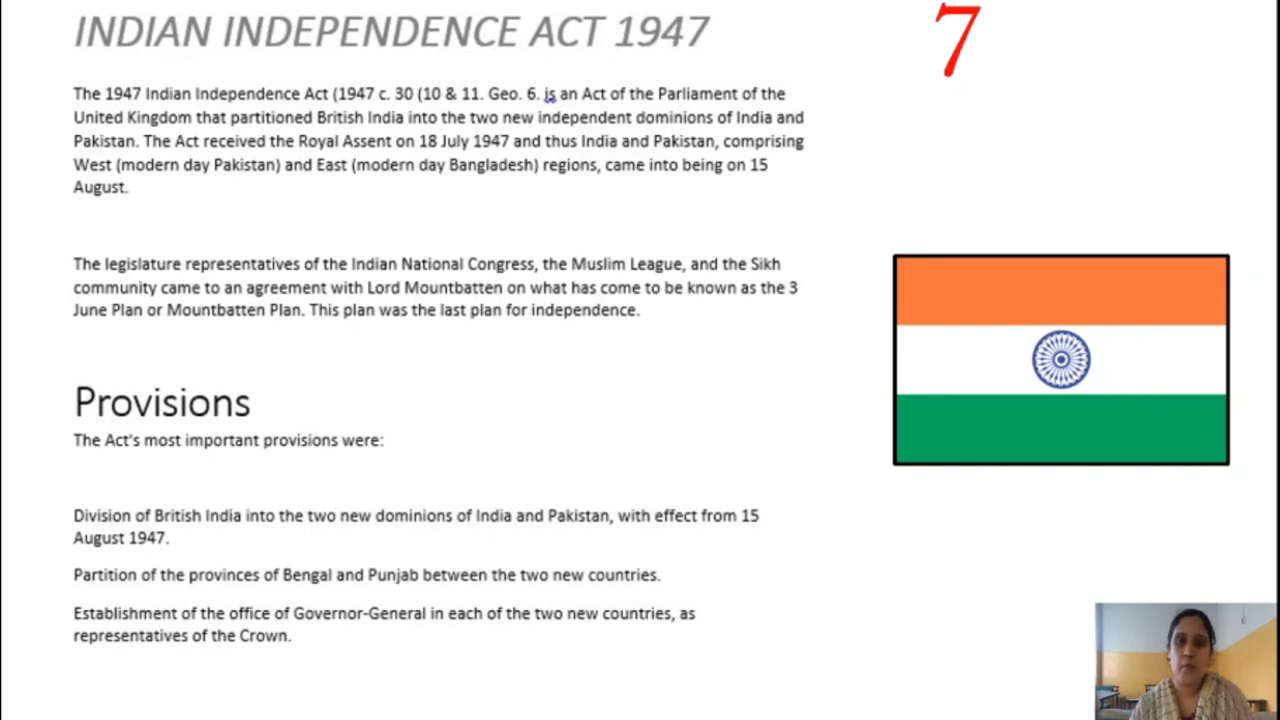 INDIAN INDEPENDENCE ACT 1947
7
The 1947 Indian Independence Act (1947 c. 30 (10 & 11. Geo. 6. is an Act of the Parliament of the
United Kingdom that partitioned British India into the two new independent dominions of India and
Pakistan. The Act received the Royal Assent on 18 July 1947 and thus India and Pakistan, comprising
West (modern day Pakistan) and East (modern day Bangladesh) regions, came into being on 15
August.
The legislature representatives of the Indian National Congress, the Muslim League, and the Sikh
community came to an agreement with Lord Mountbatten on what has come to be known as the 3
June Plan or Mountbatten Plan. This plan was the last plan for independence.
Provisions
The Act's most important provisions were:
Division of British India into the two new dominions of India and Pakistan, with effect from 15
August 1947.
Partition of the provinces of Bengal and Punjab between the two new countries.
Establishment of the office of Governor-General in each of the two new countries, as
representatives of the Crown.